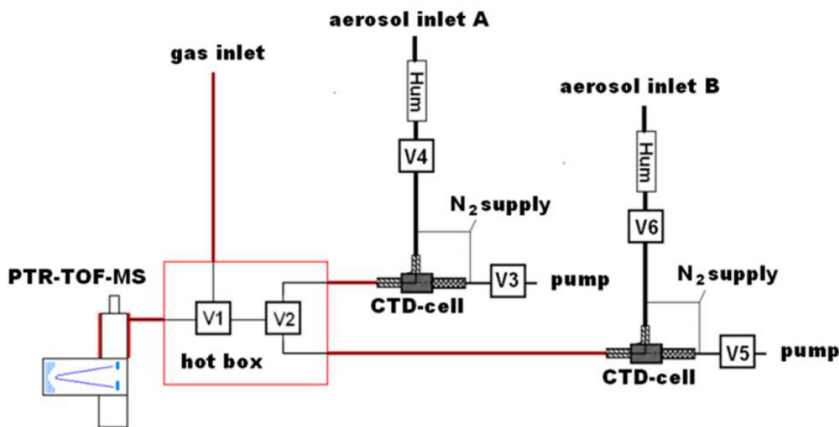 aerosol inlet A
gas inlet
Hum
aerosol inlet B
V4
Hum
N2 supply
V6
PTR-TOF-MS
N2 supply
V3
pump
V1
V2
CTD-cell
hot box
V5
pump
CTD-cell